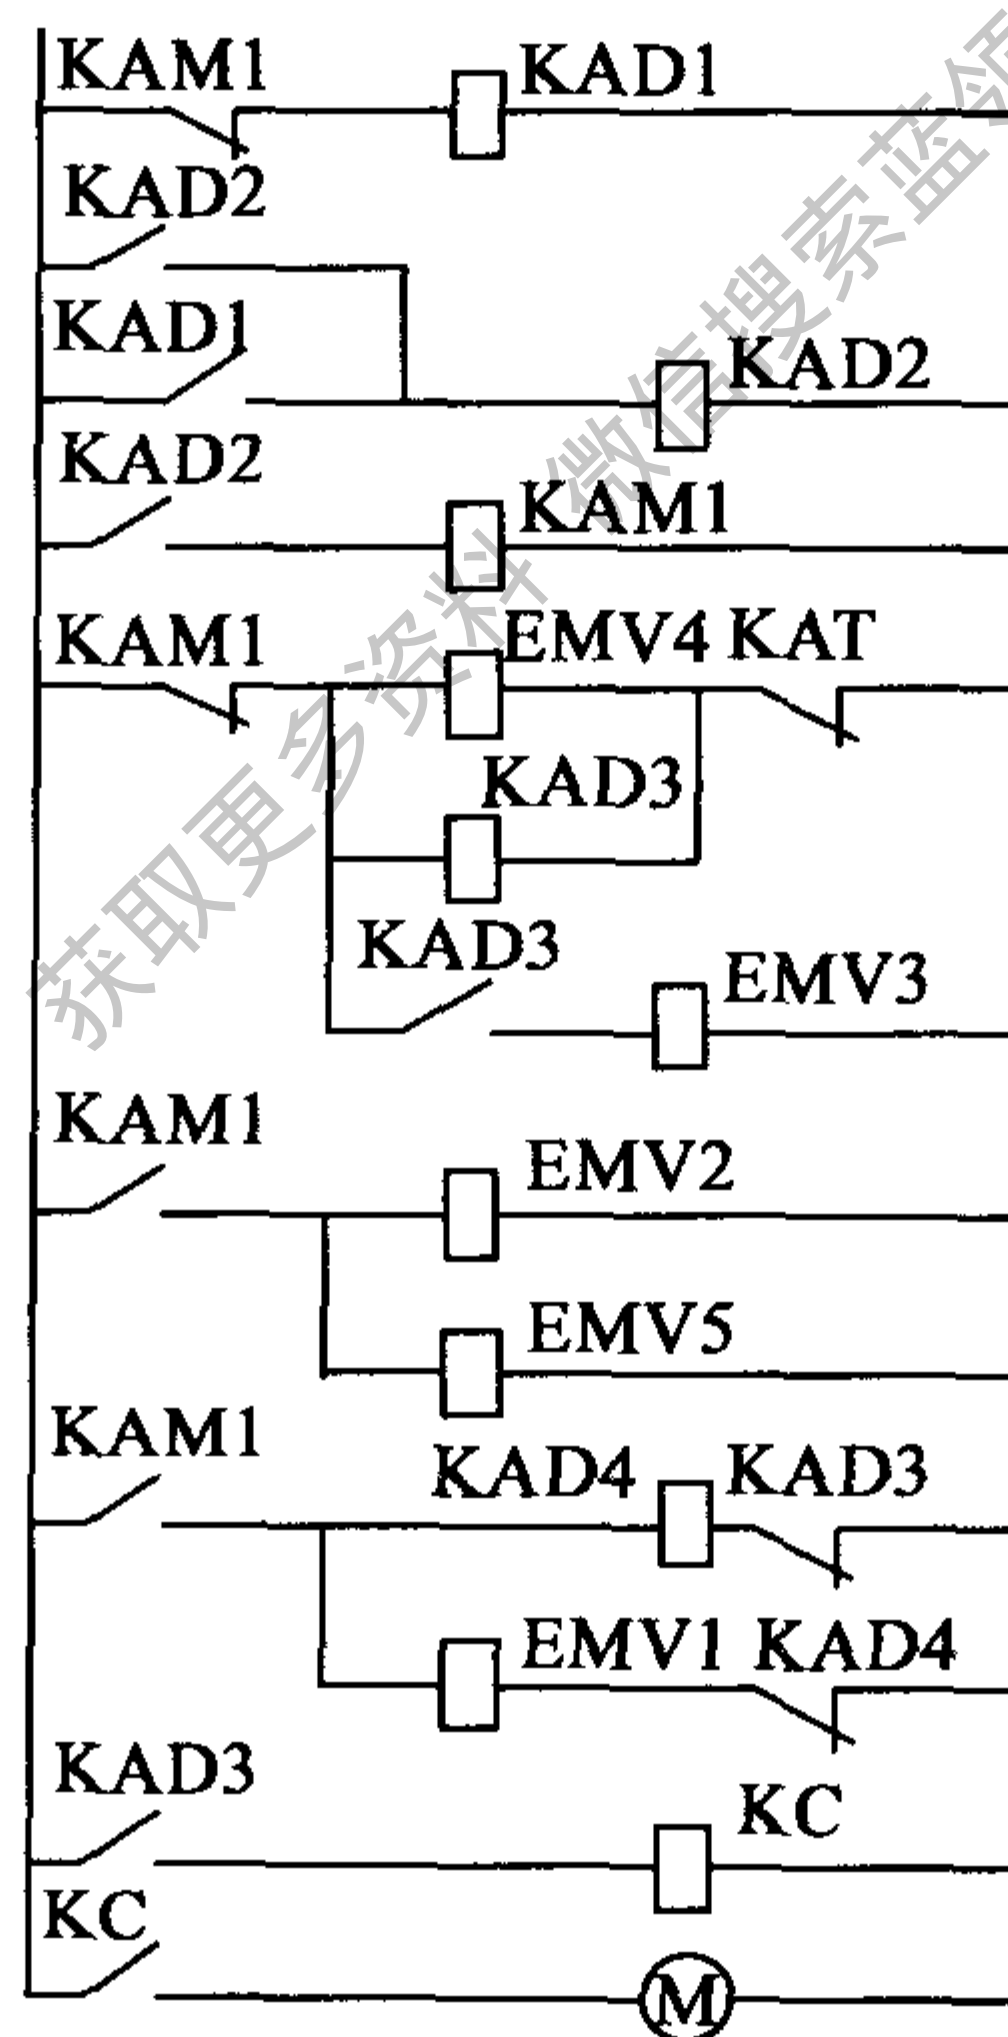 KAM1 KAD1
KAD2
KAD1 KAD2
KAD2
KAM1
KAM1 EMV4 KAT
KAD3
KAD3 EMV3
KAM1 EMV2
EMV5
KAM1 KAD4 KAD3
EMV1 KAD4
KAD3 KC
KC M
获取更多资料 微信搜索蓝领